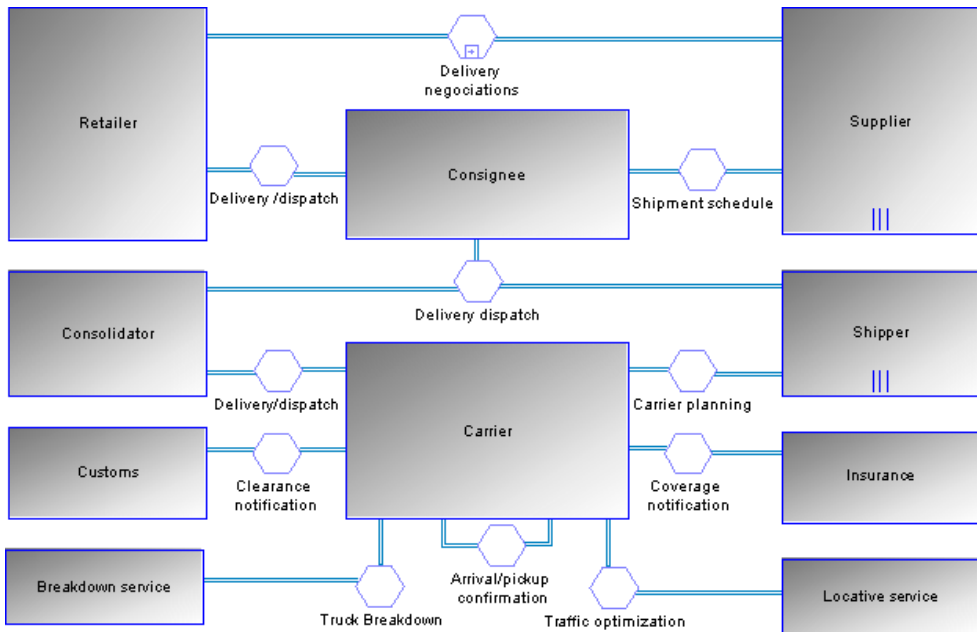 Delivery
negociations
Retailer
Supplier
Consignee
Delivery /dispatch
Shipment schedule
Consolidator
Delivery dispatch
Shipper
Delivery/dispatch
Carrier planning
Carrier
Customs
Clearance
notification
Coverage
notification
Insurance
Breakdown service
Arrival/pickup
confirmation
Locative service
Truck Breakdown
Traffic optimization